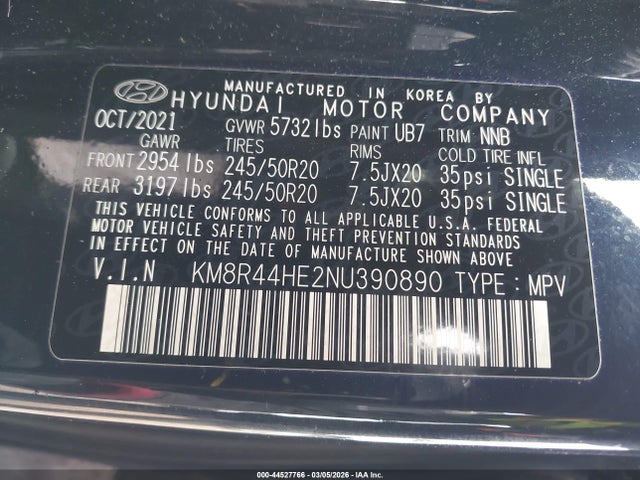 MANUFACTURED IN KOREA BY
HYUNDAI MOTOR COMPANY
OCT/2021 GVWR 5732lbs PAINT UB7 TRIM NNB
GAWR TIRES RIMS COLD TIRE INFL
FRONT 2954lbs 245/50R20 7.5JX20 35psi SINGLE
REAR 3197lbs 245/50R20 7.5JX20 35psi SINGLE
THIS VEHICLE CONFORMS TO ALL APPLICABLE U.S.A. FEDERAL
MOTOR VEHICLE SAFETY AND THEFT PREVENTION STANDARDS
IN EFFECT ON THE DATE OF MANUFACTURE SHOWN ABOVE
V.I.N KM8R44HE2NU390890 TYPE : MPV
000-44527766 - 03/05/2026 - IAA Inc.